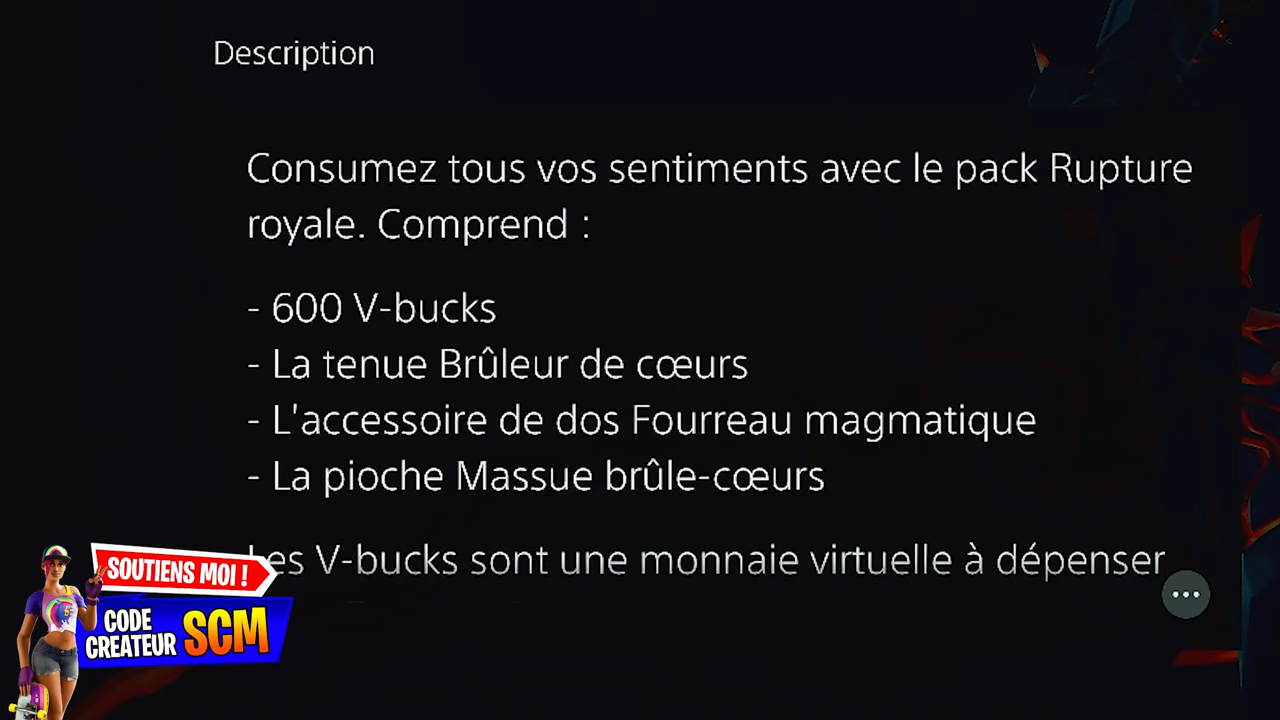 Description
Consumez tous vos sentiments avec le pack Rupture
royale. Comprend :
- 600 V-bucks
- La tenue Brûleur de cœurs
- L'accessoire de dos Fourreau magmatique
- La pioche Massue brûle-cœurs
Les V-bucks sont une monnaie virtuelle à dépenser
SOUTIENS MOI !
CODE
CREATEUR SCM